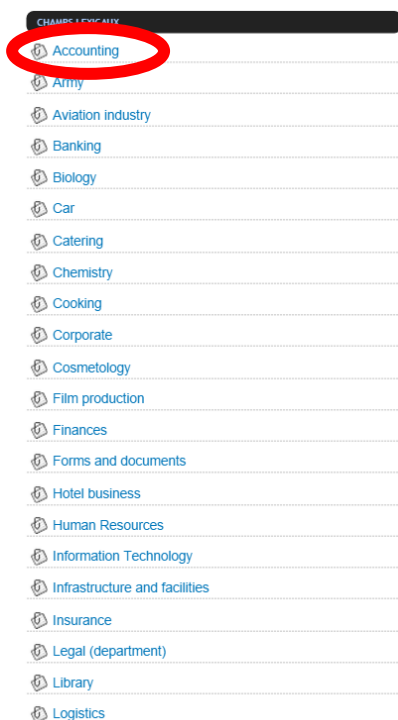 CHAMPS LEXICAUX
Accounting
Army
Aviation industry
Banking
Biology
Car
Catering
Chemistry
Cooking
Corporate
Cosmetology
Film production
Finances
Forms and documents
Hotel business
Human Resources
Information Technology
Infrastructure and facilities
Insurance
Legal (department)
Library
Logistics